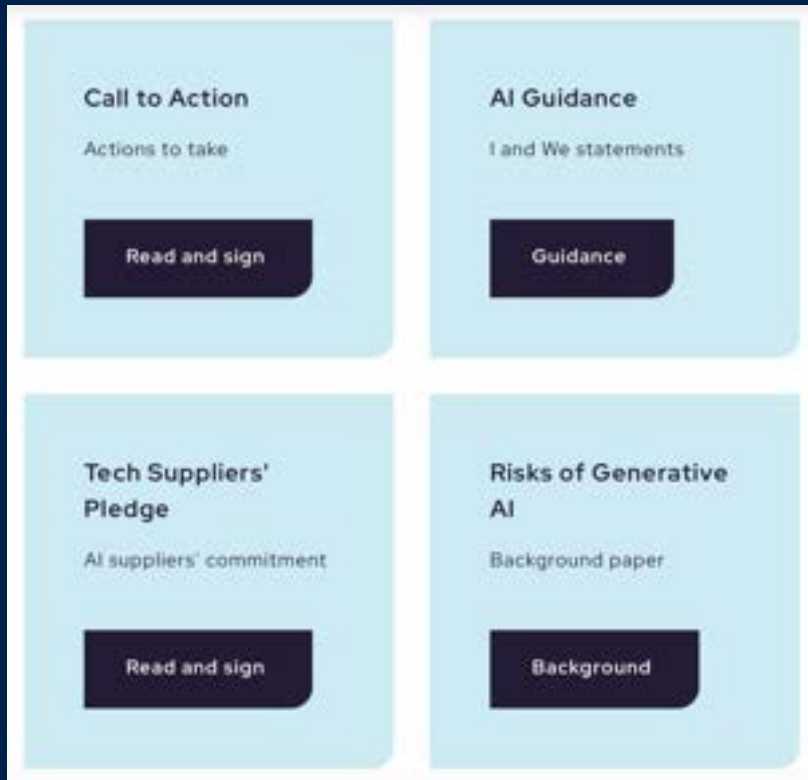 Call to Action
Actions to take
Read and sign
AI Guidance
I and We statements
Guidance
Tech Suppliers'
Pledge
AI suppliers' commitment
Read and sign
Risks of Generative
AI
Background paper
Background